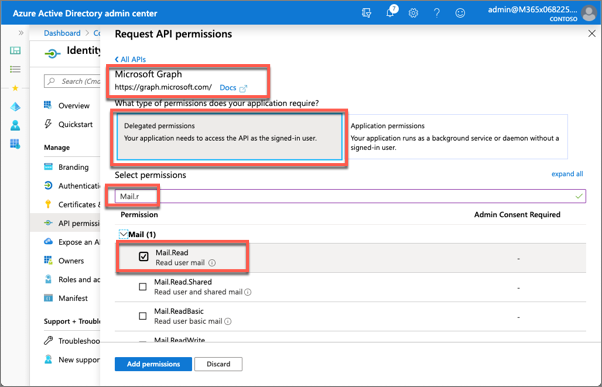 Azure Active Directory admin center
7
admin@M365x068225....
CONTOSO
Dashboard > Co
Identity
Search (Cmd
Overview
Quickstart
Manage
Branding
Authenticati
Certificates &
API permissi
Expose an AP
Owners
Roles and ad
Manifest
Support + Trouble
Troubleshoo
New suppor
Request API permissions
All APIs
Microsoft Graph
https://graph.microsoft.com/ Docs
What type of permissions does your application require?
Delegated permissions
Your application needs to access the API as the signed-in user.
Application permissions
Your application runs as a background service or daemon without a
signed-in user.
Select permissions
expand all
Mail.r
Permission
Admin Consent Required
Mail (1)
Mail.Read
Read user mail
-
Mail.Read.Shared
Read user and shared mail
-
Mail.ReadBasic
Read user basic mail
-
Mail.ReadWrite
Add permissions
Discard